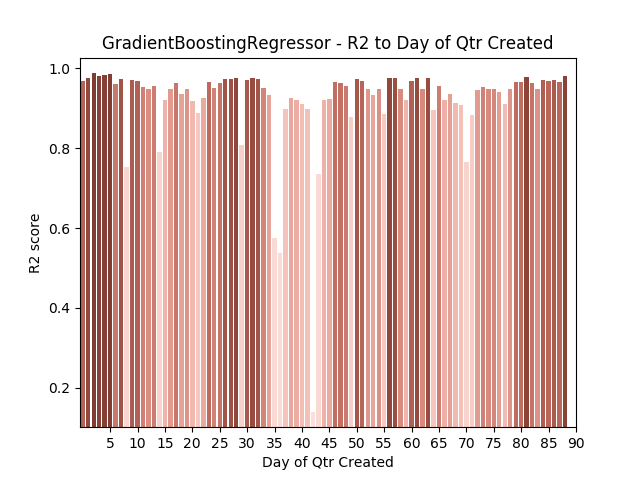 GradientBoostingRegressor - R2 to Day of Qtr Created
1.0
0.8
0.6
0.4
0.2
R2 score
5 10 15 20 25 30 35 40 45 50 55 60 65 70 75 80 85 90
Day of Qtr Created